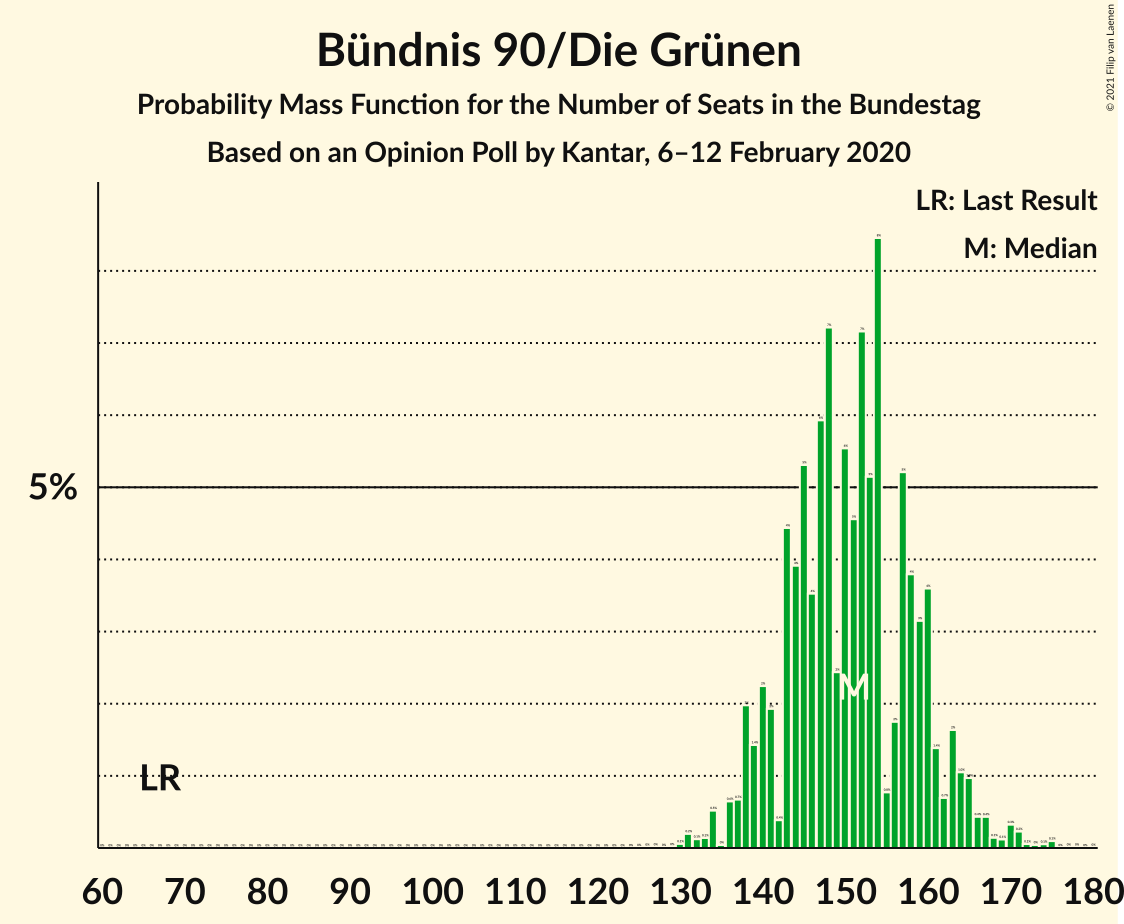 Bündnis 90/Die Grünen
Probability Mass Function for the Number of Seats in the Bundestag
Based on an Opinion Poll by Kantar, 6–12 February 2020
© 2021 Filip van Laenen
LR: Last Result
M: Median
5%
LR
M
60 70 80 90 100 110 120 130 140 150 160 170 180